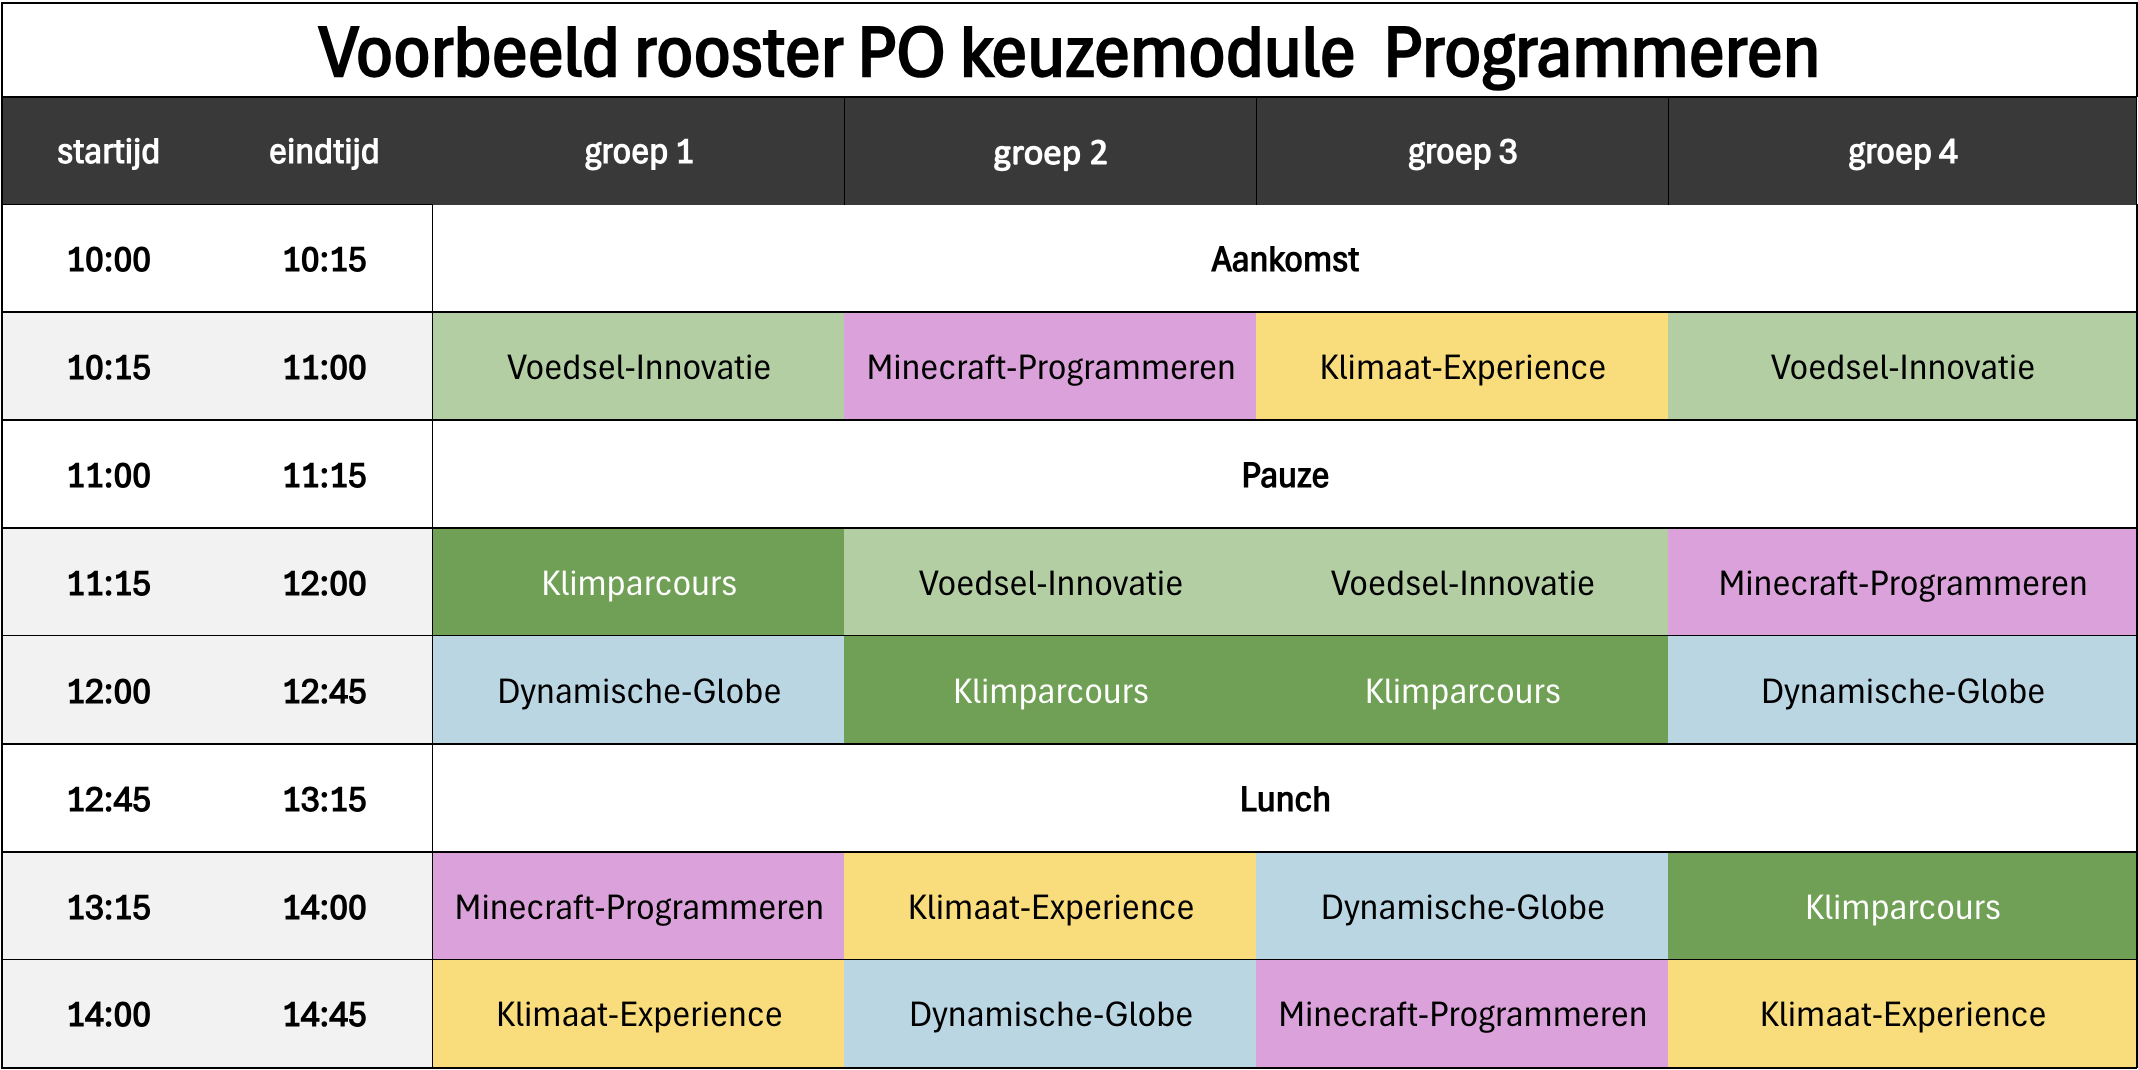 Voorbeeld rooster PO keuzemodule Programmeren
startijd eindtijd groep 1 groep 2 groep 3 groep 4
10:00 10:15 Aankomst
10:15 11:00 Voedsel-Innovatie Minecraft-Programmeren Klimaat-Experience Voedsel-Innovatie
11:00 11:15 Pauze
11:15 12:00 Klimparcours Voedsel-Innovatie Voedsel-Innovatie Minecraft-Programmeren
12:00 12:45 Dynamische-Globe Klimparcours Klimparcours Dynamische-Globe
12:45 13:15 Lunch
13:15 14:00 Minecraft-Programmeren Klimaat-Experience Dynamische-Globe Klimparcours
14:00 14:45 Klimaat-Experience Dynamische-Globe Minecraft-Programmeren Klimaat-Experience